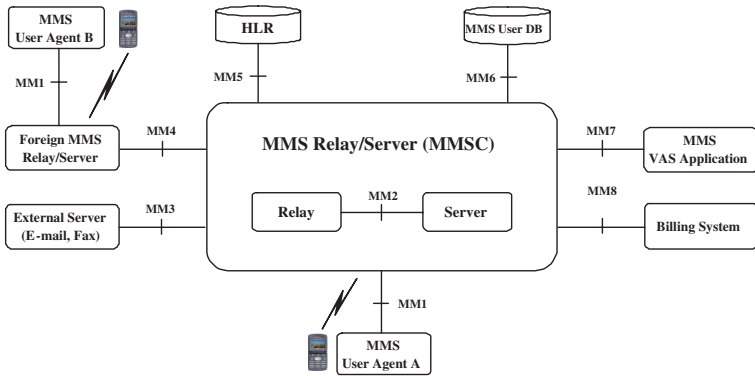 MMS
User Agent B
MM1
HLR
MM5
MMS User DB
MM6
Foreign MMS
Relay/Server
MM4
MMS Relay/Server (MMSC)
MM7
MMS
VAS Application
MM2
Relay
Server
External Server
(E-mail, Fax)
MM3
MM8
Billing System
MM1
MMS
User Agent A